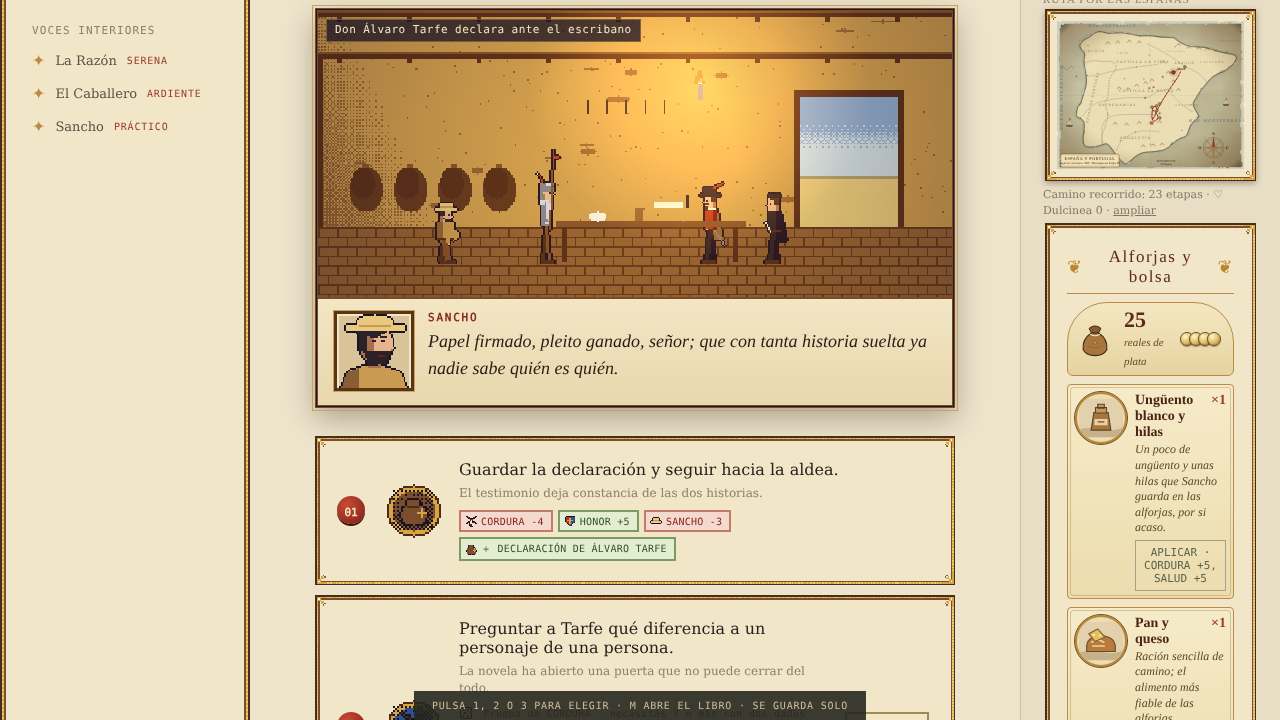 VOCES INTERIORES
La Razón SERENA
El Caballero ARDIENTE
Sancho PRÁCTICO
Don Álvaro Tarfe declara ante el escribano
SANCHO
Papel firmado, pleito ganado, señor; que con tanta historia suelta ya
nadie sabe quién es quién.
01
Guardar la declaración y seguir hacia la aldea.
El testimonio deja constancia de las dos historias.
CORDURA -4
HONOR +5
SANCHO -3
+ DECLARACIÓN DE ÁLVARO TARFE
Preguntar a Tarfe qué diferencia a un
personaje de una persona.
La novela ha abierto una puerta que no puede cerrar del
todo.
PULSA 1, 2 O 3 PARA ELEGIR · M ABRE EL LIBRO · SE GUARDA SOLO
ESPAÑA Y PORTUGAL
Camino recorrido: 23 etapas · ♡
Dulcinea 0 · ampliar
Alforjas y
bolsa
25
reales de
plata
Ungüento ×1
blanco y
hilas
Un poco de
ungüento y unas
hilas que Sancho
guarda en las
alforjas, por si
acaso.
APLICAR ·
CORDURA +5,
SALUD +5
Pan y ×1
queso
Ración sencilla de
camino; el
alimento más
fiable de las
alforjas.